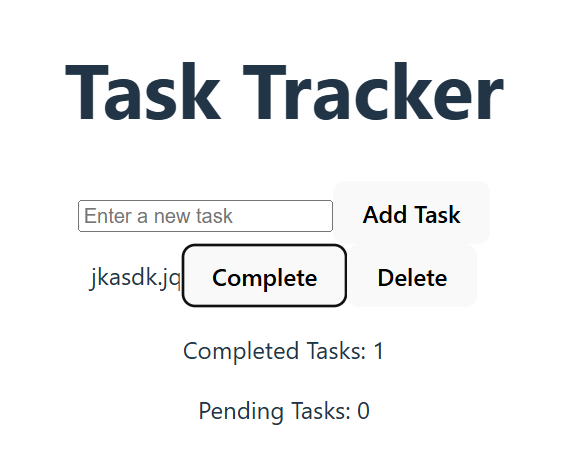 Task Tracker
Enter a new task Add Task
jkasdk.jq Complete Delete
Completed Tasks: 1
Pending Tasks: 0